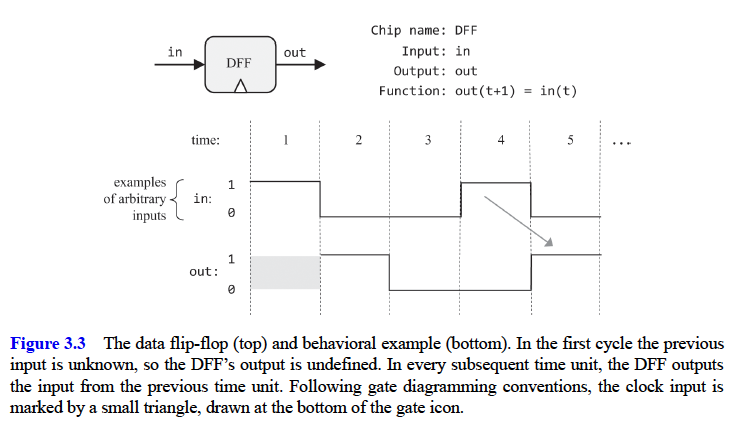 in
DFF
out
Chip name: DFF
Input: in
Output: out
Function: out(t+1) = in(t)
time: 1 2 3 4 5 ...
examples
of arbitrary
inputs
in:
1
0
out:
1
0
Figure 3.3 The data flip-flop (top) and behavioral example (bottom). In the first cycle the previous
input is unknown, so the DFF’s output is undefined. In every subsequent time unit, the DFF outputs
the input from the previous time unit. Following gate diagramming conventions, the clock input is
marked by a small triangle, drawn at the bottom of the gate icon.